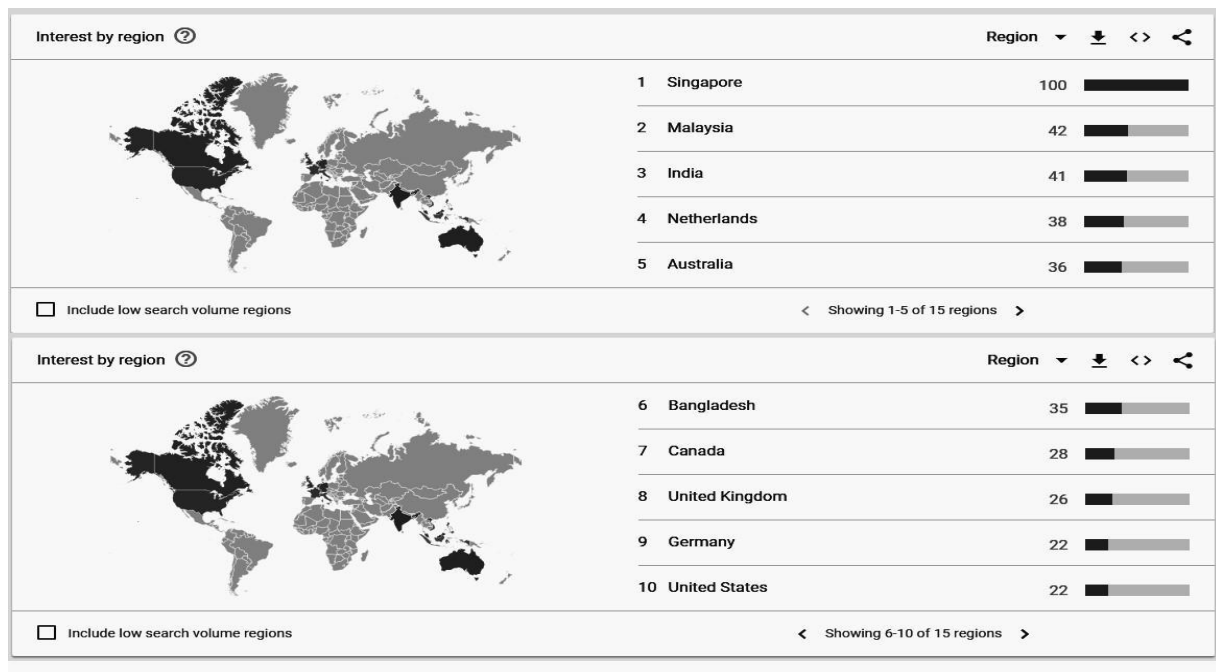 Interest by region ?
Region
1 Singapore 100
2 Malaysia 42
3 India 41
4 Netherlands 38
5 Australia 36
Include low search volume regions
Showing 1-5 of 15 regions
Interest by region ?
Region
6 Bangladesh 35
7 Canada 28
8 United Kingdom 26
9 Germany 22
10 United States 22
Include low search volume regions
Showing 6-10 of 15 regions